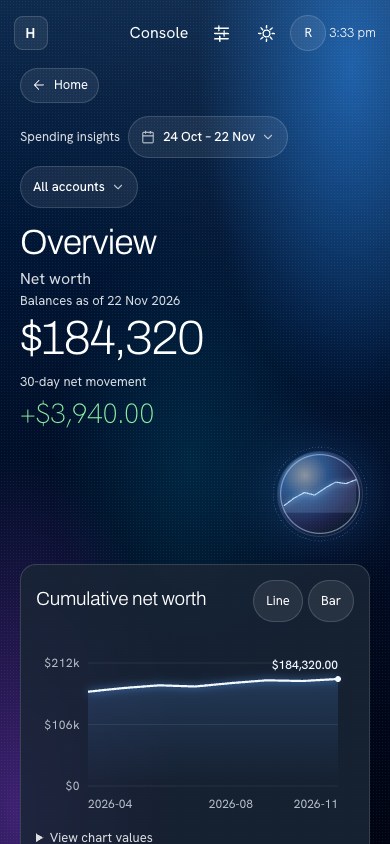 H Console R 3:33 pm
Home
Spending insights 24 Oct – 22 Nov
All accounts
Overview
Net worth
Balances as of 22 Nov 2026
$184,320
30-day net movement
+$3,940.00
Cumulative net worth Line Bar
$212k
$184,320.00
$106k
$0
2026-04 2026-08 2026-11
View chart values